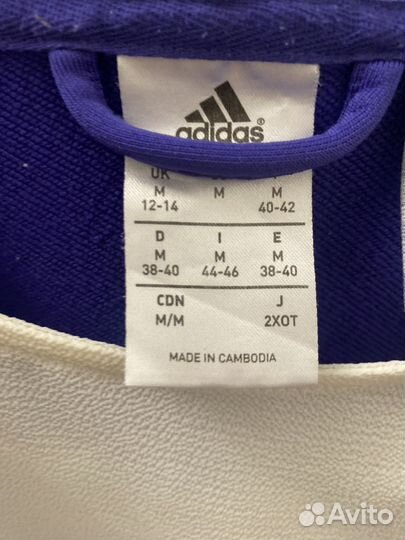 adidas
UK
M M M
12-14 40-42
D I E
M M M
38-40 44-46 38-40
CDN J
M/M 2XOT
MADE IN CAMBODIA
Avito